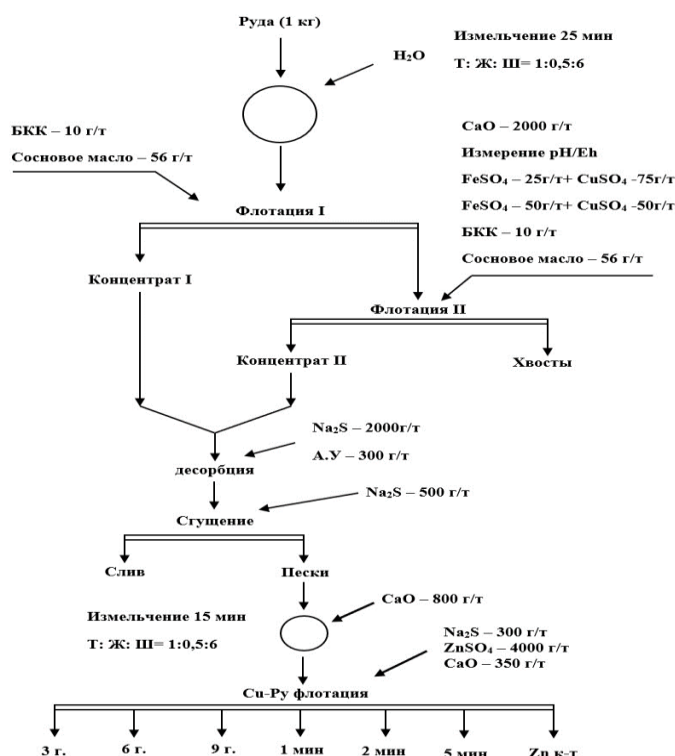 Руда (1 кг)
Измельчение 25 мин
H₂O
Т: Ж: Ш= 1:0,5:6
БКК – 10 г/т
Сосновое масло – 56 г/т
CaO – 2000 г/т
Измерение pH/Eh
FeSO₄ – 25г/т+ CuSO₄ -75г/т
FeSO₄ – 50г/т+ CuSO₄ -50г/т
БКК – 10 г/т
Сосновое масло – 56 г/т
Флотация I
Концентрат I
Флотация II
Концентрат II
Хвосты
Na₂S – 2000г/т
А.У – 300 г/т
десорбция
Na₂S – 500 г/т
Сгущение
Слив
Пески
CaO – 800 г/т
Измельчение 15 мин
Т: Ж: Ш= 1:0,5:6
Na₂S – 300 г/т
ZnSO₄ – 4000 г/т
CaO – 350 г/т
Cu-Py флотация
3 г.
6 г.
9 г.
1 мин
2 мин
5 мин
Zn к-т